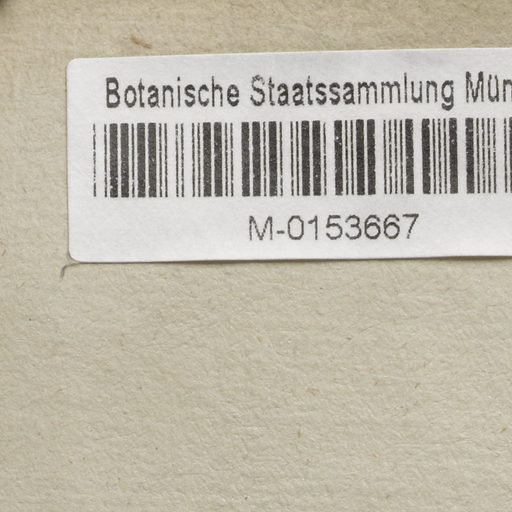 Botanische Staatssammlung Mün
M-0153667